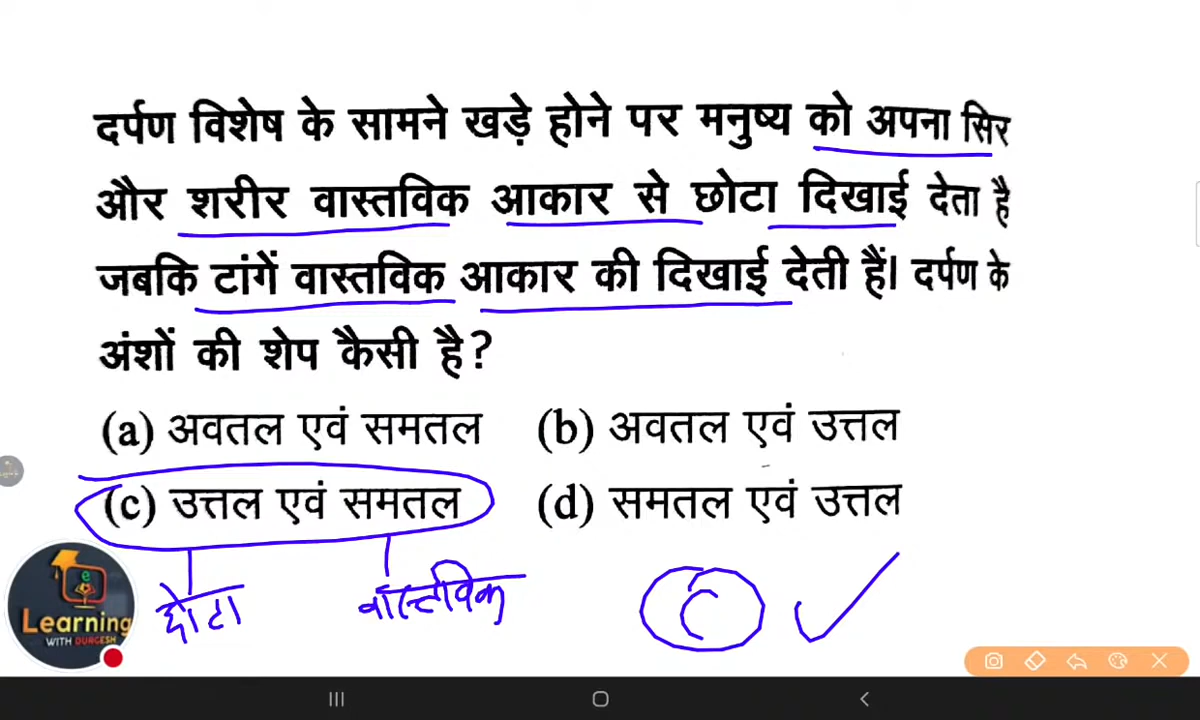 दर्पण विशेष के सामने खड़े होने पर मनुष्य को अपना सिर
और शरीर वास्तविक आकार से छोटा दिखाई देता है
जबकि टांगें वास्तविक आकार की दिखाई देती हैं। दर्पण के
अंशों की शेप कैसी है?
(a) अवतल एवं समतल (b) अवतल एवं उत्तल
(c) उत्तल एवं समतल (d) समतल एवं उत्तल
छोटा वास्तविक C
e
Learning
WITH DURGESH